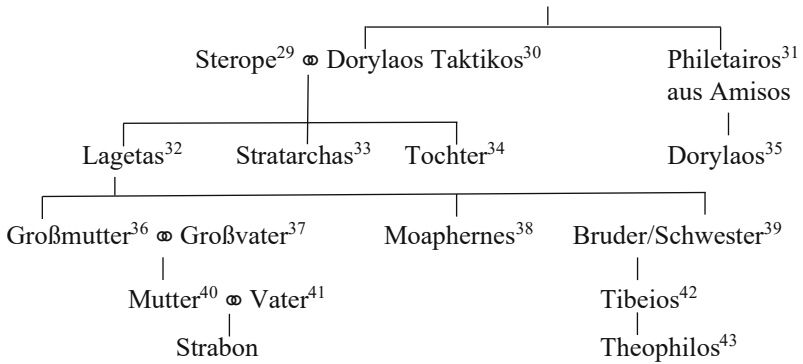 Sterope²⁹ ⚭ Dorylaos Taktikos³⁰ Philetairos³¹
aus Amisos
Lagetas³² Stratarchas³³ Tochter³⁴ Dorylaos³⁵
Großmutter³⁶ ⚭ Großvater³⁷ Moaphernes³⁸ Bruder/Schwester³⁹
Mutter⁴⁰ ⚭ Vater⁴¹ Tibeios⁴²
Strabon Theophilos⁴³